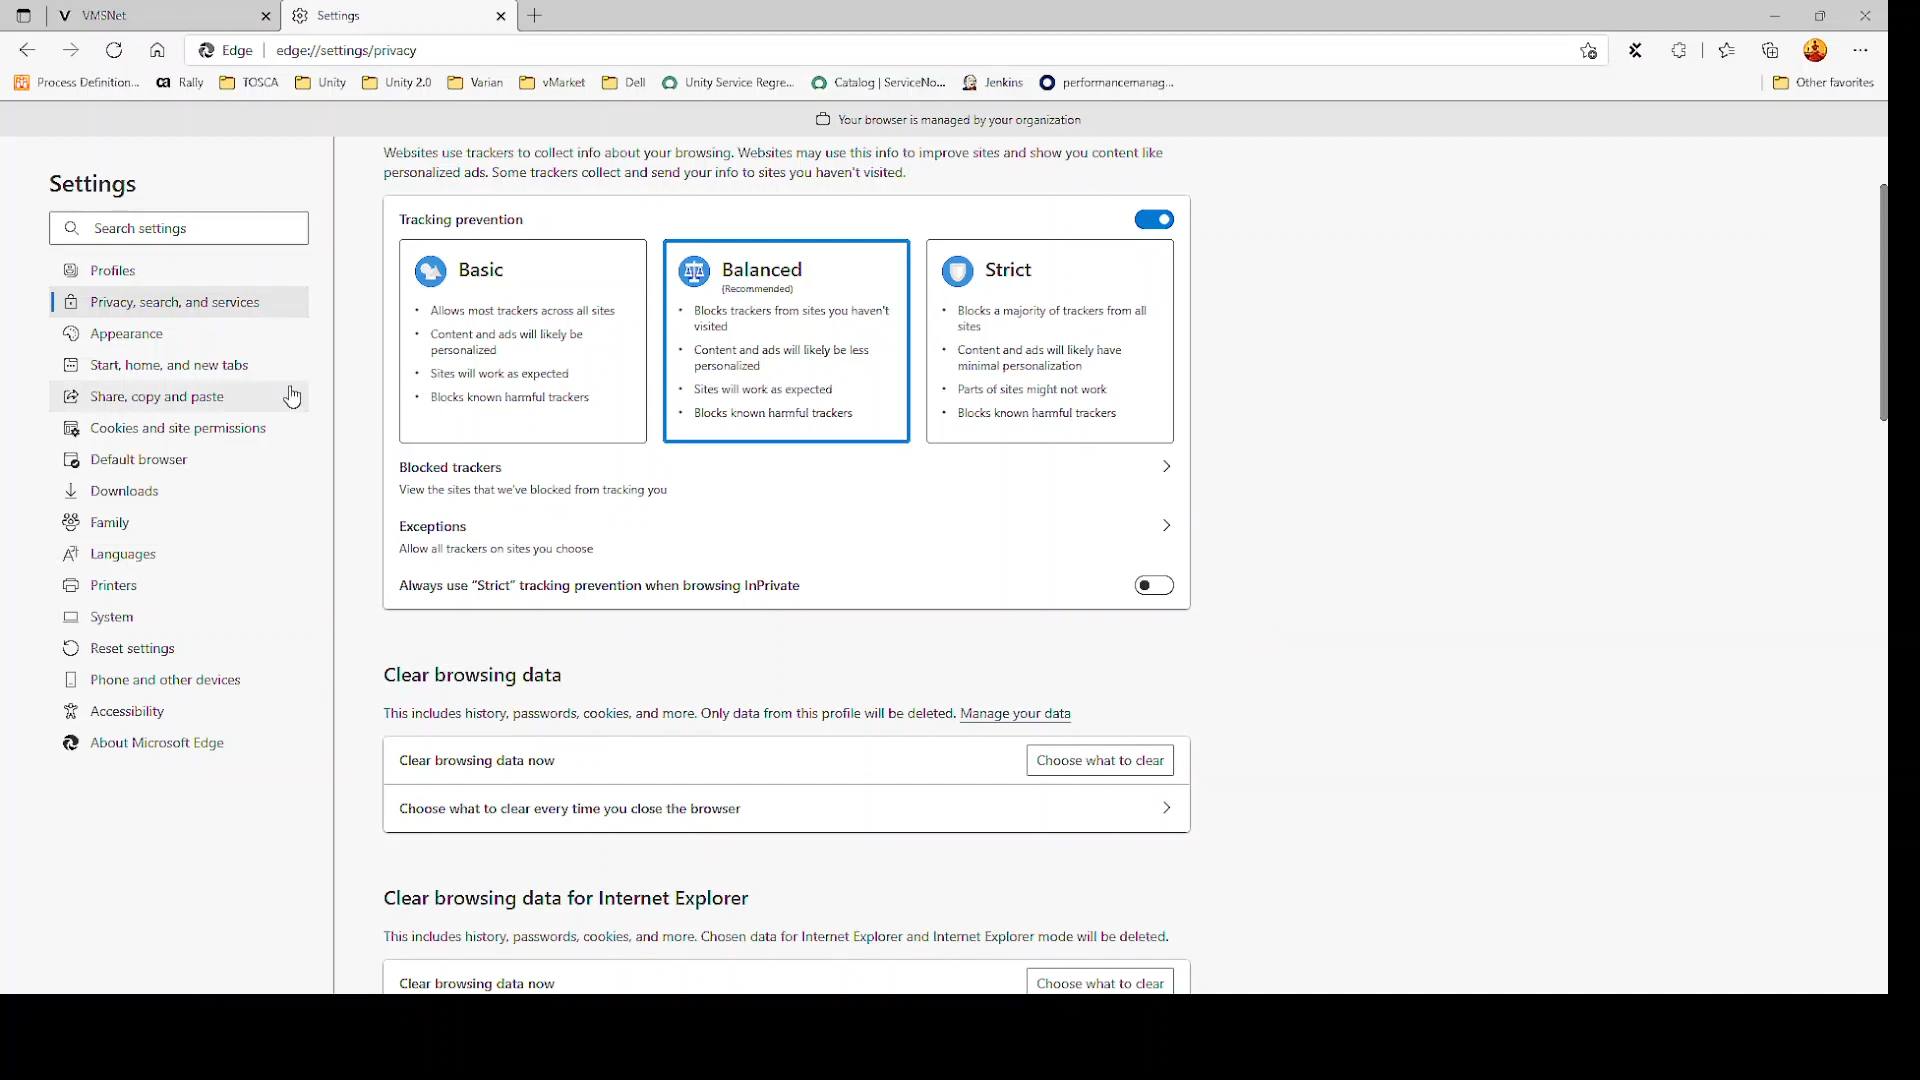 VMSNet
Settings
Edge
edge://settings/privacy
Process Definition...
ca Rally
TOSCA
Unity
Unity 2.0
Varian
vMarket
Dell
Unity Service Regre...
Catalog | ServiceNo...
Jenkins
performancemanag...
Other favorites
Your browser is managed by your organization
Settings
Search settings
Profiles
Privacy, search, and services
Appearance
Start, home, and new tabs
Share, copy and paste
Cookies and site permissions
Default browser
Downloads
Family
Languages
Printers
System
Reset settings
Phone and other devices
Accessibility
About Microsoft Edge
Websites use trackers to collect info about your browsing. Websites may use this info to improve sites and show you content like
personalized ads. Some trackers collect and send your info to sites you haven't visited.
Tracking prevention
Basic
• Allows most trackers across all sites
• Content and ads will likely be
personalized
• Sites will work as expected
• Blocks known harmful trackers
Balanced
(Recommended)
• Blocks trackers from sites you haven't
visited
• Content and ads will likely be less
personalized
• Sites will work as expected
• Blocks known harmful trackers
Strict
• Blocks a majority of trackers from all
sites
• Content and ads will likely have
minimal personalization
• Parts of sites might not work
• Blocks known harmful trackers
Blocked trackers
View the sites that we've blocked from tracking you
Exceptions
Allow all trackers on sites you choose
Always use "Strict" tracking prevention when browsing InPrivate
Clear browsing data
This includes history, passwords, cookies, and more. Only data from this profile will be deleted. Manage your data
Clear browsing data now
Choose what to clear
Choose what to clear every time you close the browser
Clear browsing data for Internet Explorer
This includes history, passwords, cookies, and more. Chosen data for Internet Explorer and Internet Explorer mode will be deleted.
Clear browsing data now
Choose what to clear